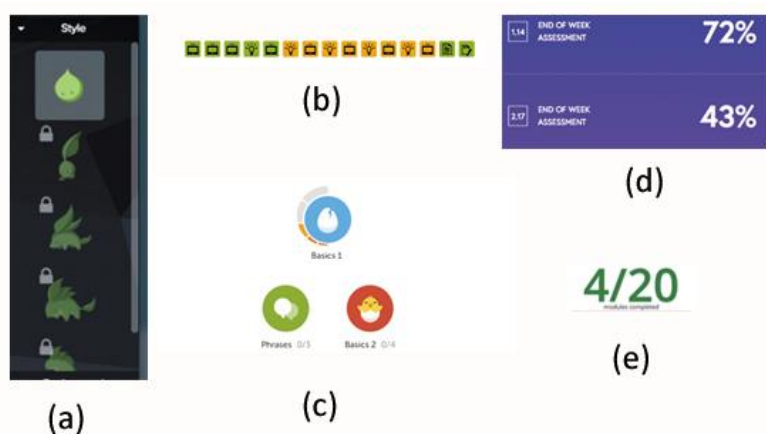 Style
(a)
(b)
Basics 1
Phrases 0/3
Basics 2 0/4
(c)
1.14 END OF WEEK ASSESSMENT 72%
2.17 END OF WEEK ASSESSMENT 43%
(d)
4/20
modules completed
(e)